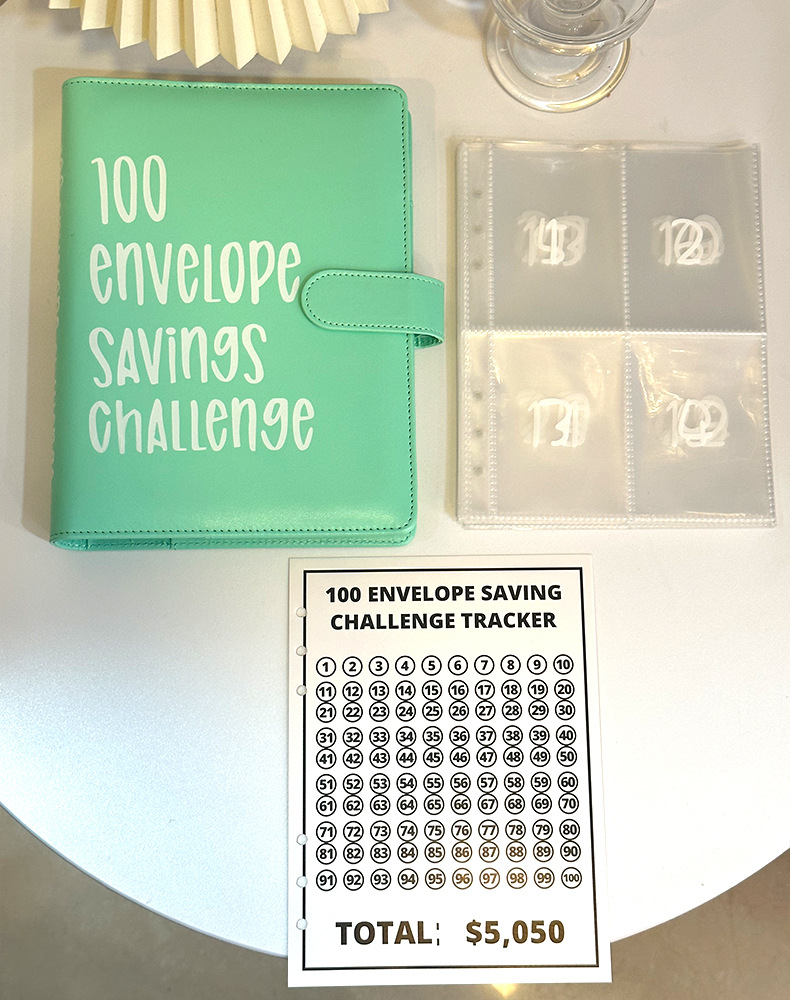 100
envelope
savings
challenge
100 ENVELOPE SAVING
CHALLENGE TRACKER
1 2 3 4 5 6 7 8 9 10
11 12 13 14 15 16 17 18 19 20
21 22 23 24 25 26 27 28 29 30
31 32 33 34 35 36 37 38 39 40
41 42 43 44 45 46 47 48 49 50
51 52 53 54 55 56 57 58 59 60
61 62 63 64 65 66 67 68 69 70
71 72 73 74 75 76 77 78 79 80
81 82 83 84 85 86 87 88 89 90
91 92 93 94 95 96 97 98 99 100
TOTAL: $5,050